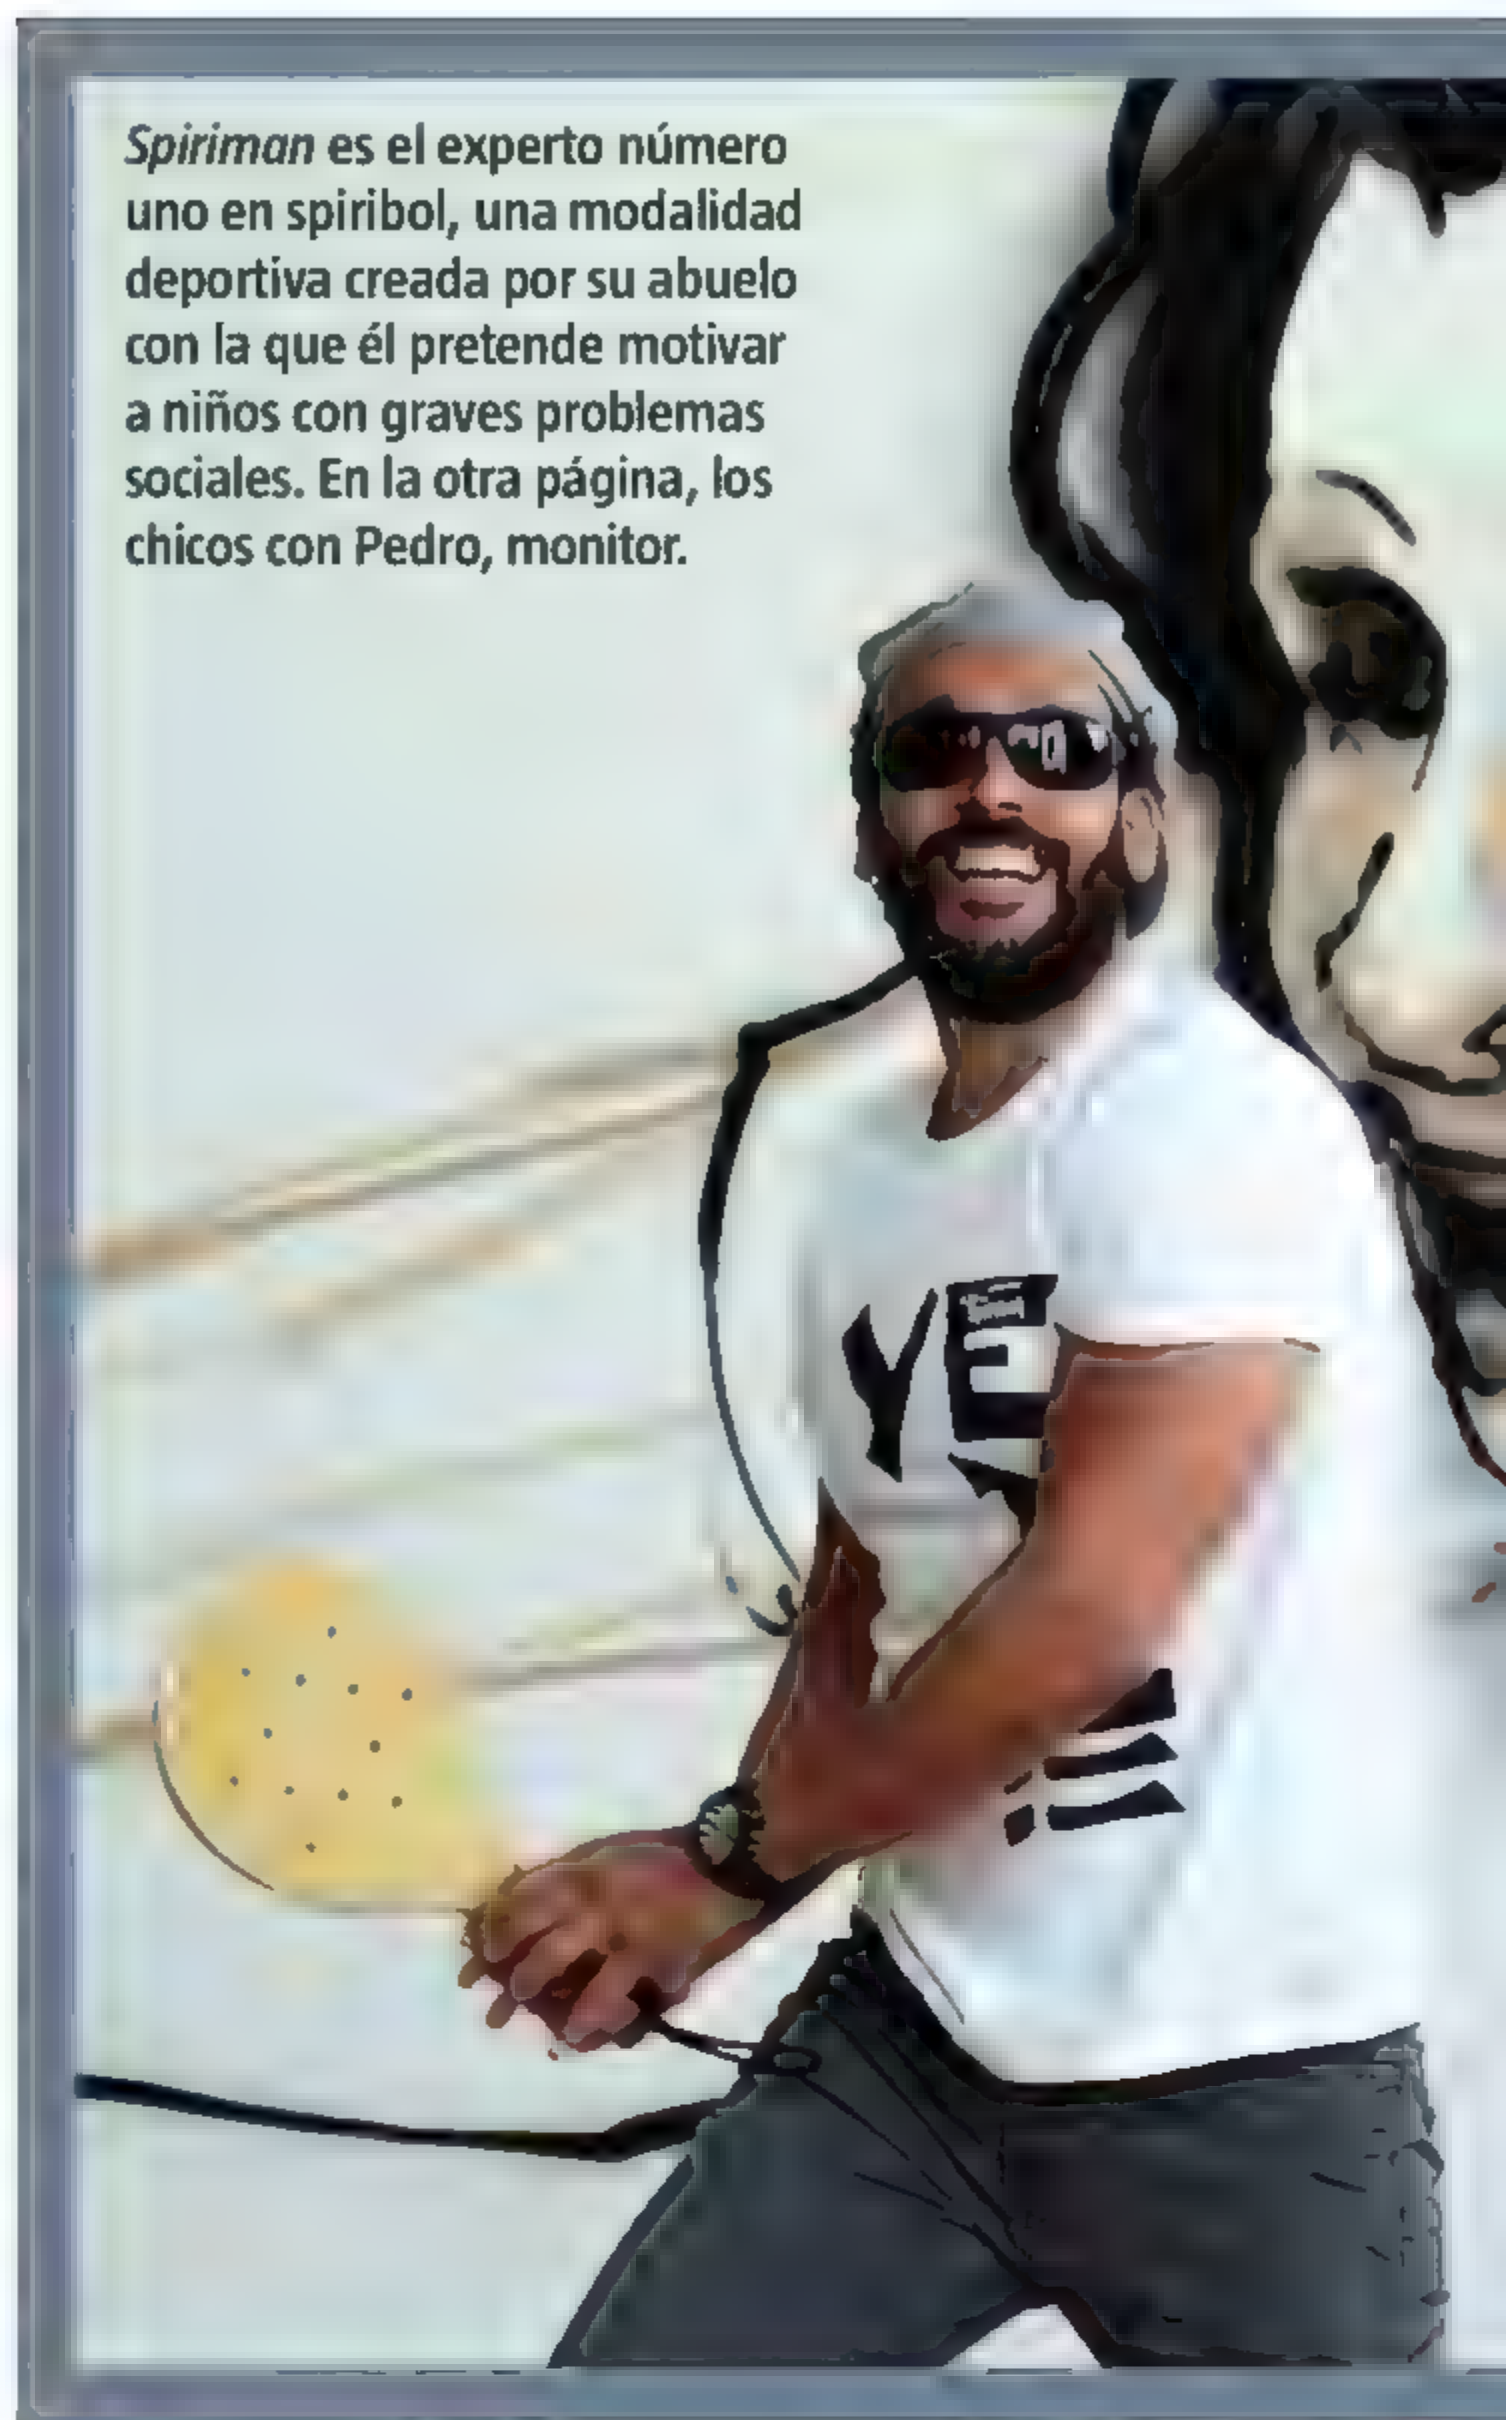 Spiriman es el experto número
uno en spiribol, una modalidad
deportiva creada por su abuelo
con la que él pretende motivar
a niños con graves problemas
sociales. En la otra página, los
chicos con Pedro, monitor.
YE